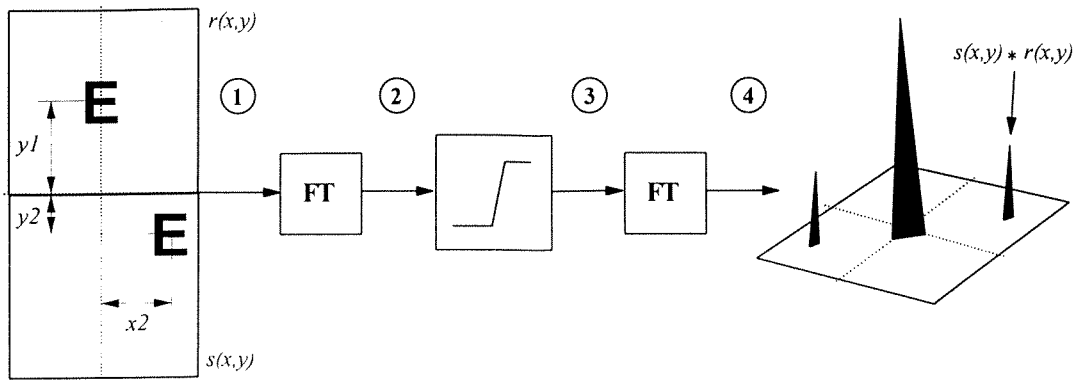 r(x,y)
E
y1
1
2
3
4
s(x,y) * r(x,y)
FT
FT
y2
E
x2
s(x,y)